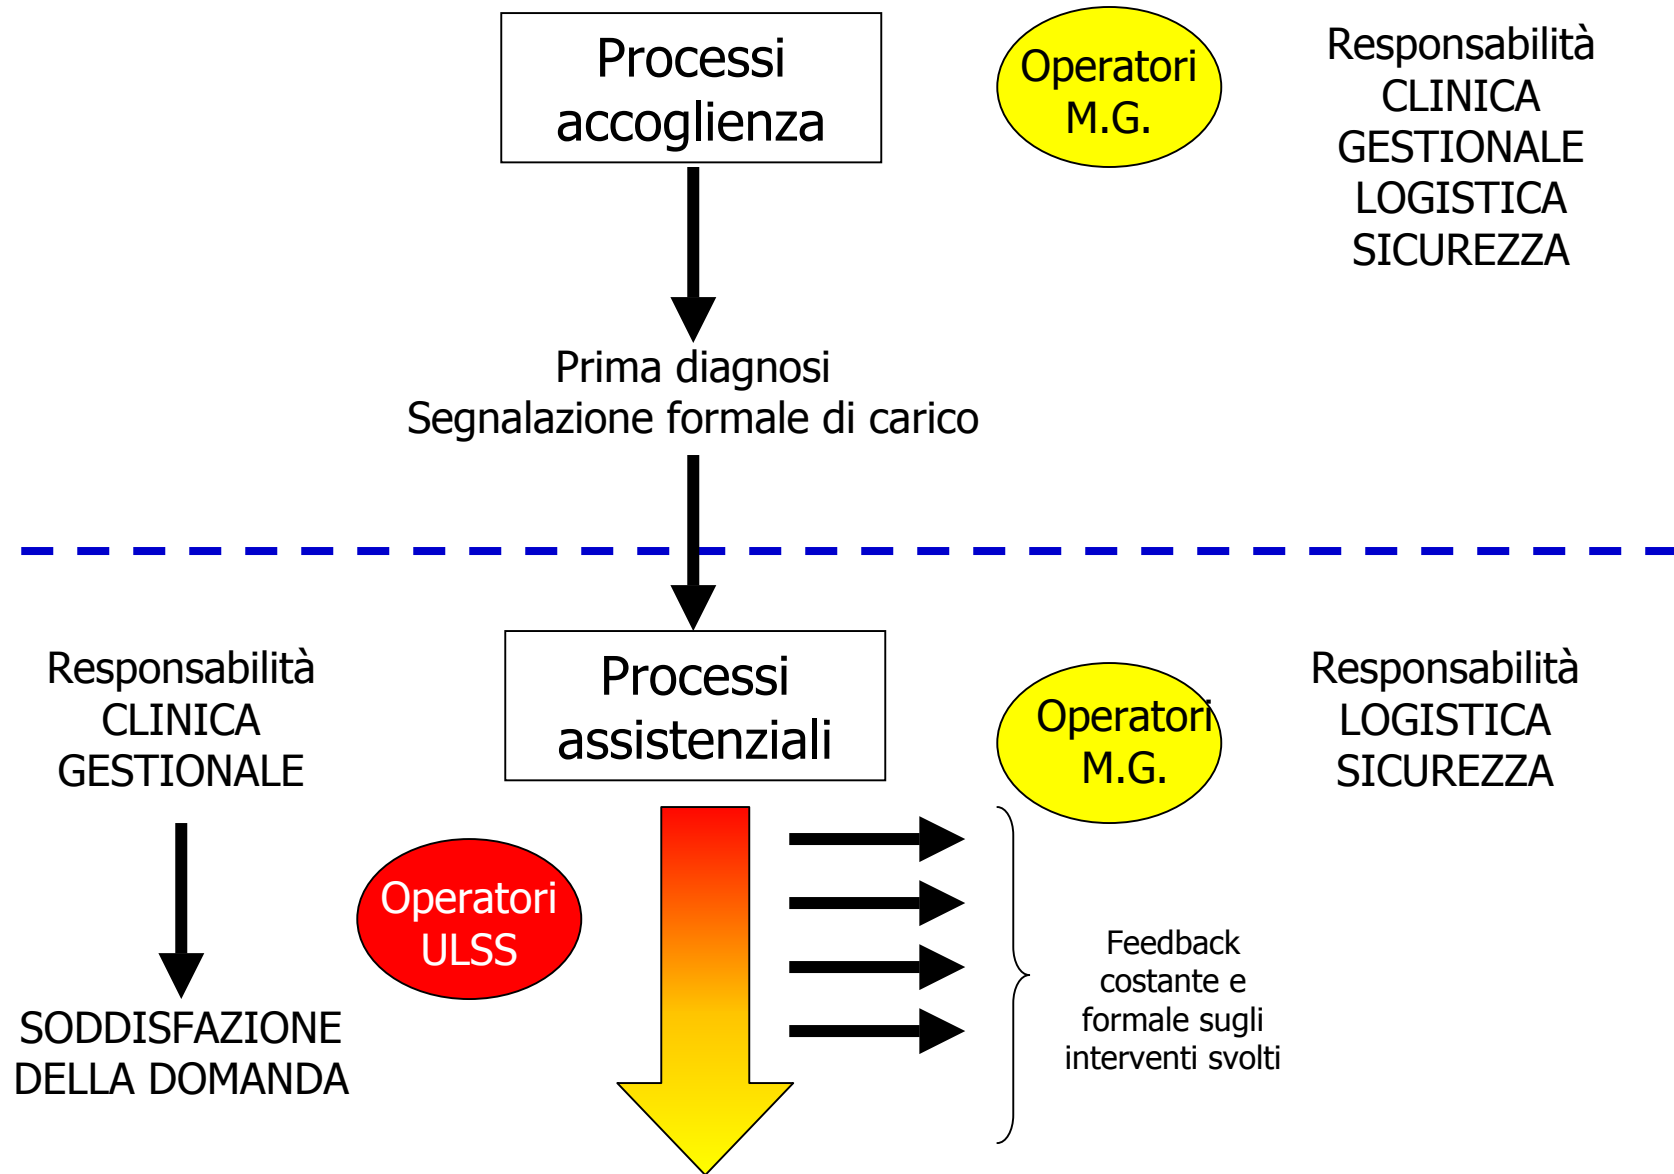 Processi
accoglienza
Operatori
M.G.
Responsabilità
CLINICA
GESTIONALE
LOGISTICA
SICUREZZA
Prima diagnosi
Segnalazione formale di carico
Responsabilità
CLINICA
GESTIONALE
Processi
assistenziali
Operatori
M.G.
Responsabilità
LOGISTICA
SICUREZZA
Operatori
ULSS
SODDISFAZIONE
DELLA DOMANDA
Feedback
costante e
formale sugli
interventi svolti